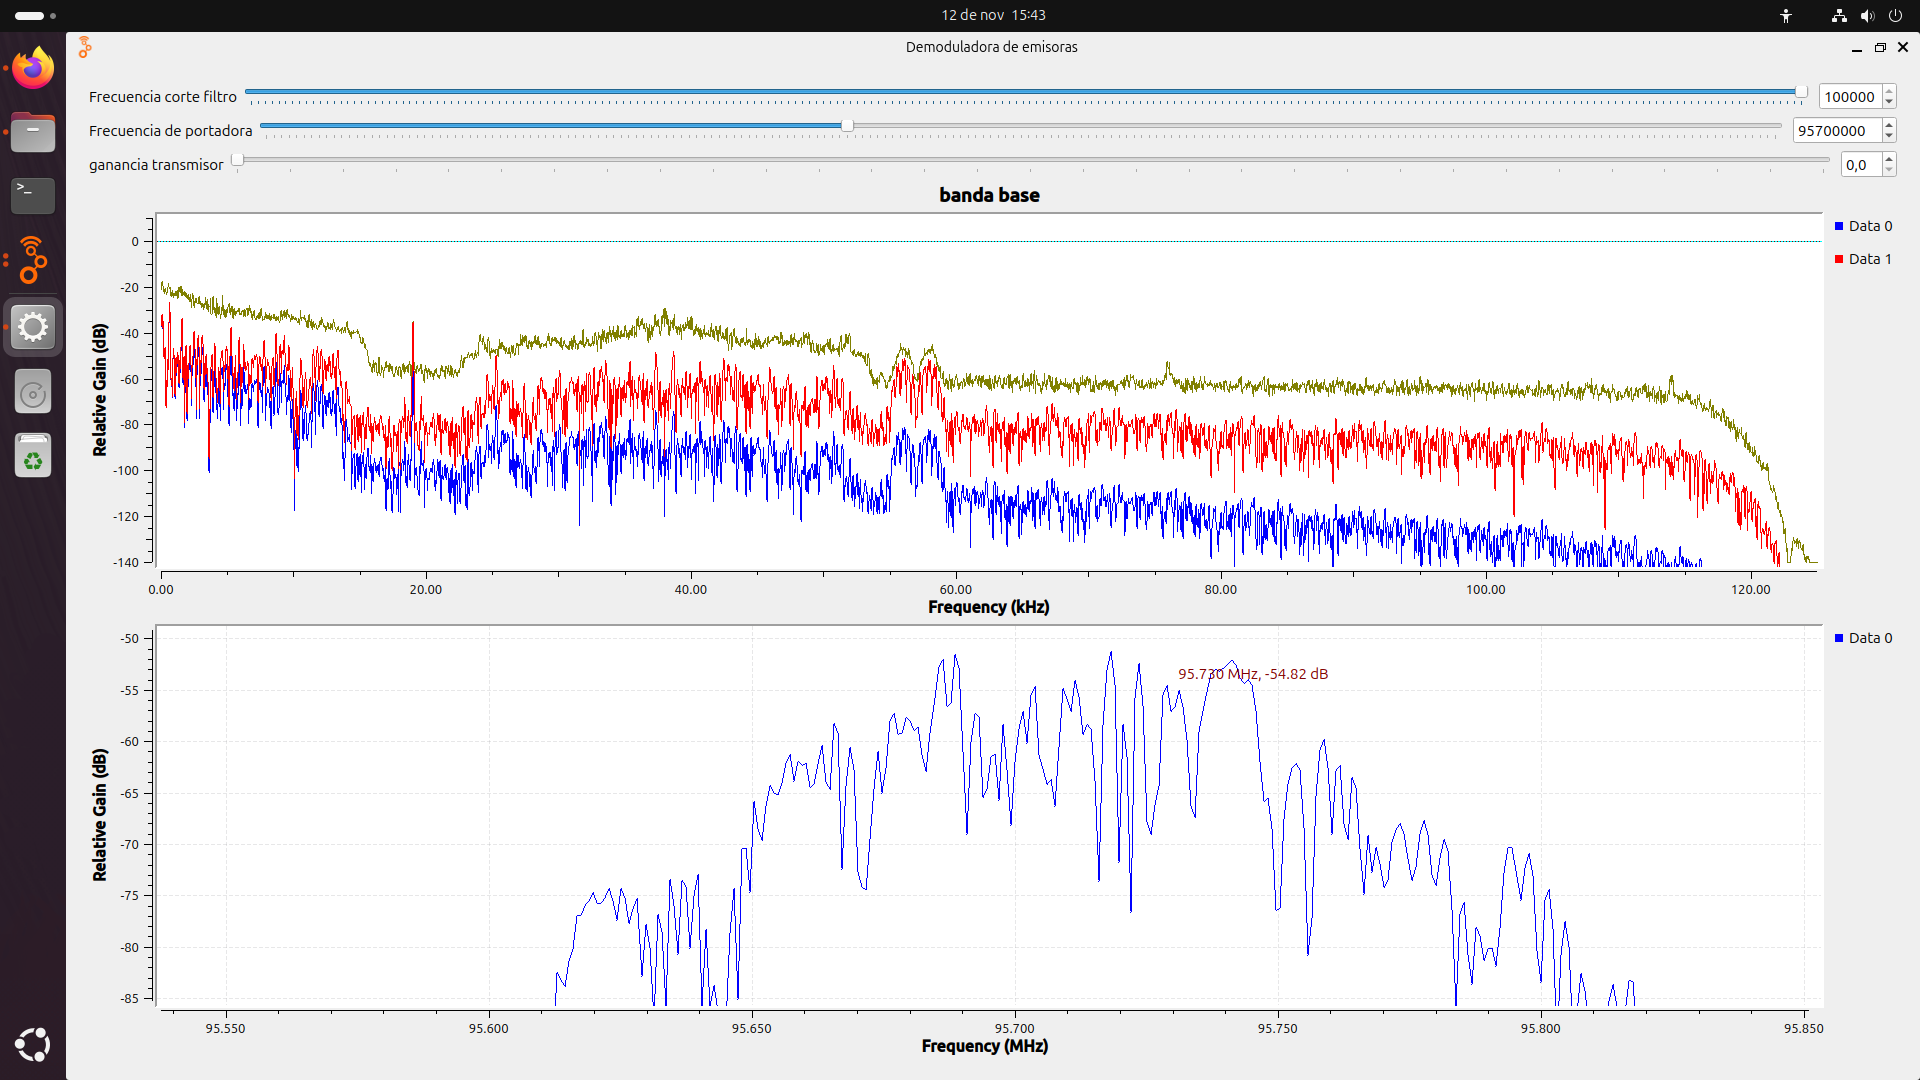 12 de nov 15:43
Demoduladora de emisoras
Frecuencia corte filtro 100000
Frecuencia de portadora 95700000
ganancia transmisor 0,0
banda base
Relative Gain (dB)
0
-20
-40
-60
-80
-100
-120
-140
Data 0
Data 1
0.00 20.00 40.00 60.00 80.00 100.00 120.00
Frequency (kHz)
Relative Gain (dB)
-50
-55
-60
-65
-70
-75
-80
-85
95.730 MHz, -54.82 dB
Data 0
95.550 95.600 95.650 95.700 95.750 95.800 95.850
Frequency (MHz)
>_